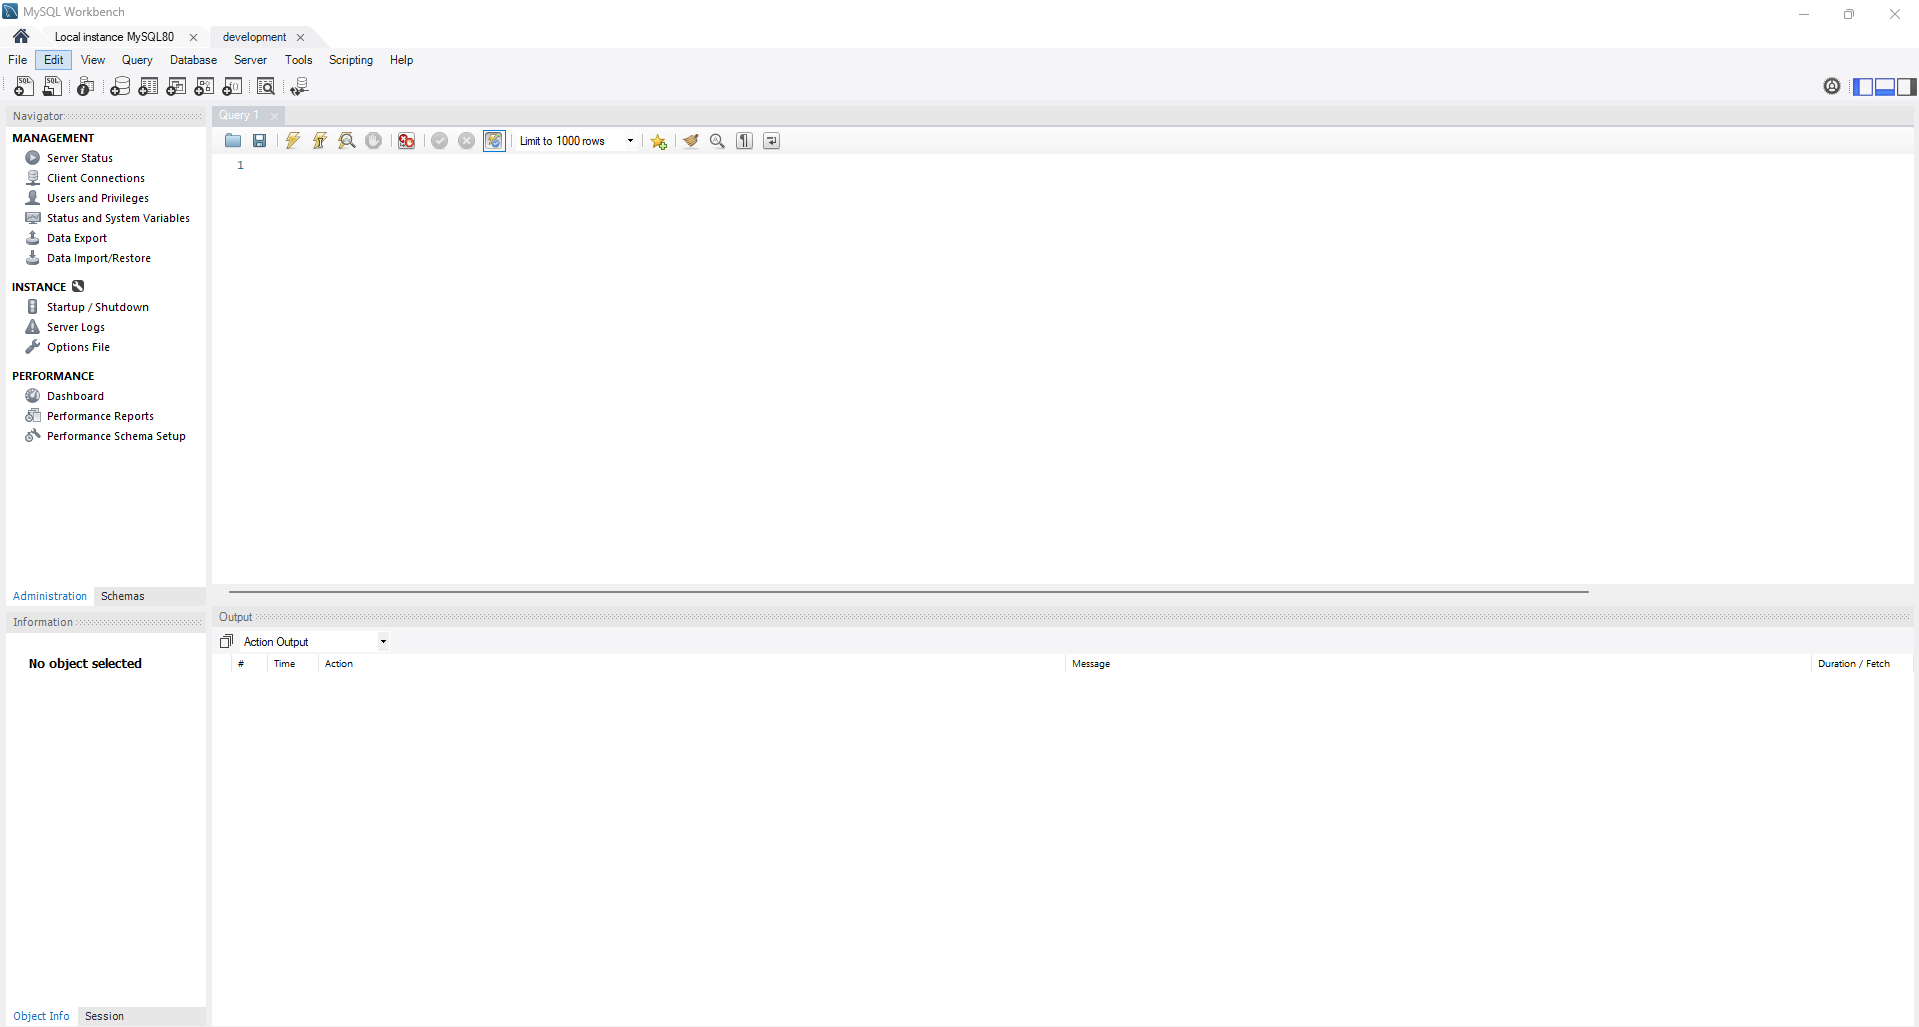 MySQL Workbench
Local instance MySQL80
development
File Edit View Query Database Server Tools Scripting Help
Navigator
MANAGEMENT
Server Status
Client Connections
Users and Privileges
Status and System Variables
Data Export
Data Import/Restore
INSTANCE
Startup / Shutdown
Server Logs
Options File
PERFORMANCE
Dashboard
Performance Reports
Performance Schema Setup
Administration Schemas
Information
No object selected
Object Info Session
Query 1
Limit to 1000 rows
1
Output
Action Output
# Time Action Message Duration / Fetch